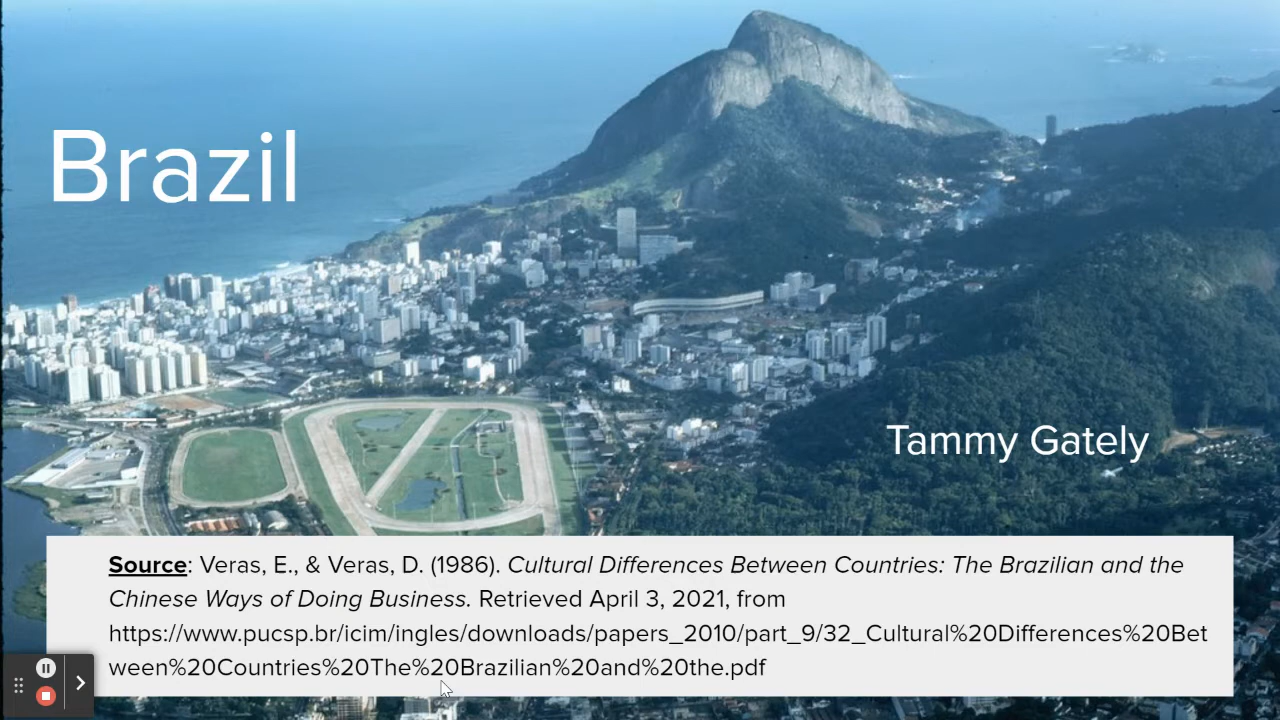 Brazil
Tammy Gately
Source: Veras, E., & Veras, D. (1986). Cultural Differences Between Countries: The Brazilian and the
Chinese Ways of Doing Business. Retrieved April 3, 2021, from
https://www.pucsp.br/icim/ingles/downloads/papers_2010/part_9/32_Cultural%20Differences%20Bet
ween%20Countries%20The%20Brazilian%20and%20the.pdf